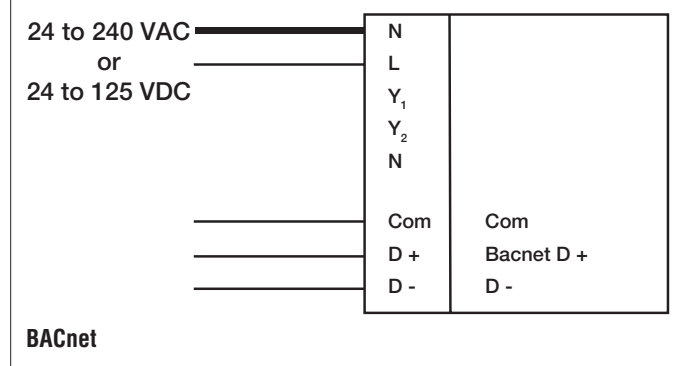 24 to 240 VAC
or
24 to 125 VDC
N
L
Y₁
Y₂
N
Com Com
D + Bacnet D +
D - D -
BACnet